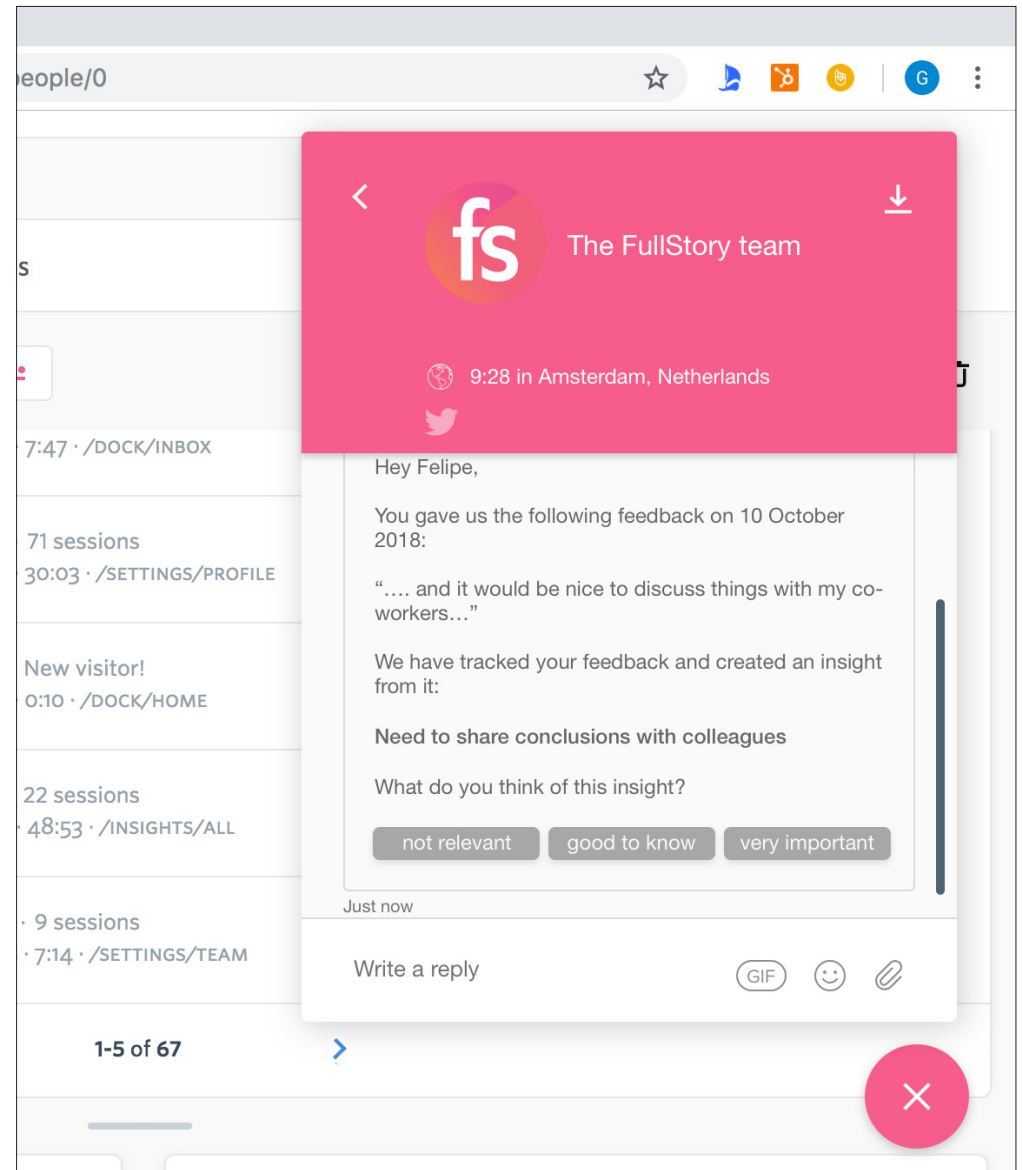 eople/0
G
s
fs
The FullStory team
9:28 in Amsterdam, Netherlands
7:47 · /DOCK/INBOX
71 sessions
30:03 · /SETTINGS/PROFILE
New visitor!
0:10 · /DOCK/HOME
22 sessions
· 48:53 · /INSIGHTS/ALL
· 9 sessions
· 7:14 · /SETTINGS/TEAM
1-5 of 67
Hey Felipe,
You gave us the following feedback on 10 October
2018:
“.... and it would be nice to discuss things with my co-
workers…”
We have tracked your feedback and created an insight
from it:
Need to share conclusions with colleagues
What do you think of this insight?
not relevant
good to know
very important
Just now
Write a reply
GIF